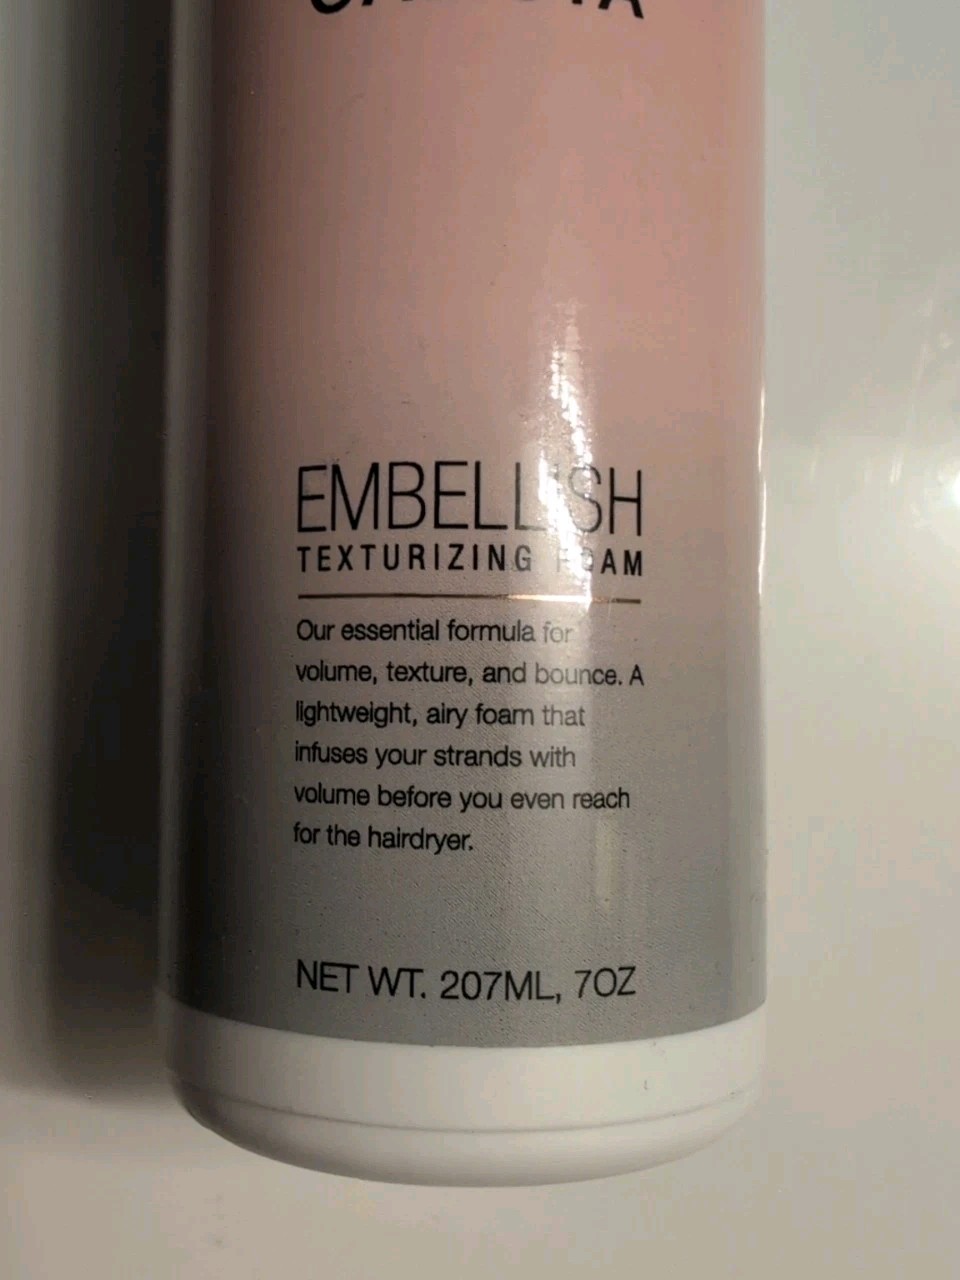 EMBELLISH
TEXTURIZING FOAM
Our essential formula for
volume, texture, and bounce. A
lightweight, airy foam that
infuses your strands with
volume before you even reach
for the hairdryer.
NET WT. 207ML, 7OZ